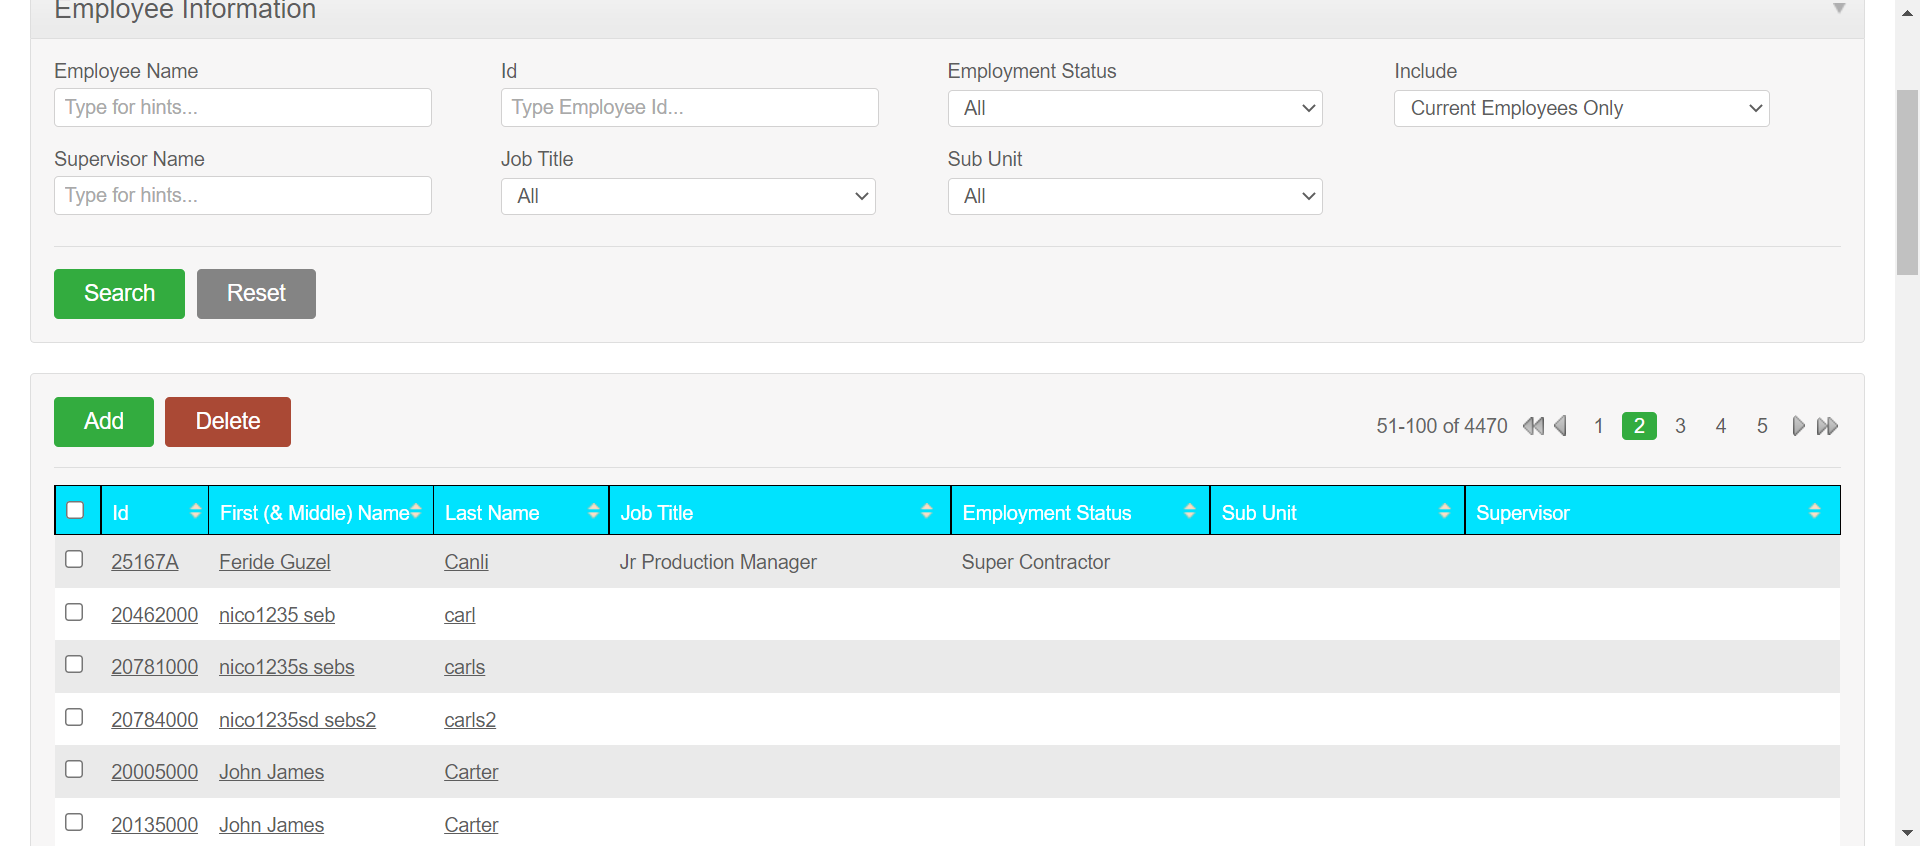 Employee Information
Employee Name Id Employment Status Include
Type for hints... Type Employee Id... All Current Employees Only
Supervisor Name Job Title Sub Unit
Type for hints... All All
Search Reset
Add Delete 51-100 of 4470 1 2 3 4 5
Id First (& Middle) Name Last Name Job Title Employment Status Sub Unit Supervisor
25167A Feride Guzel Canli Jr Production Manager Super Contractor
20462000 nico1235 seb carl
20781000 nico1235s sebs carls
20784000 nico1235sd sebs2 carls2
20005000 John James Carter
20135000 John James Carter